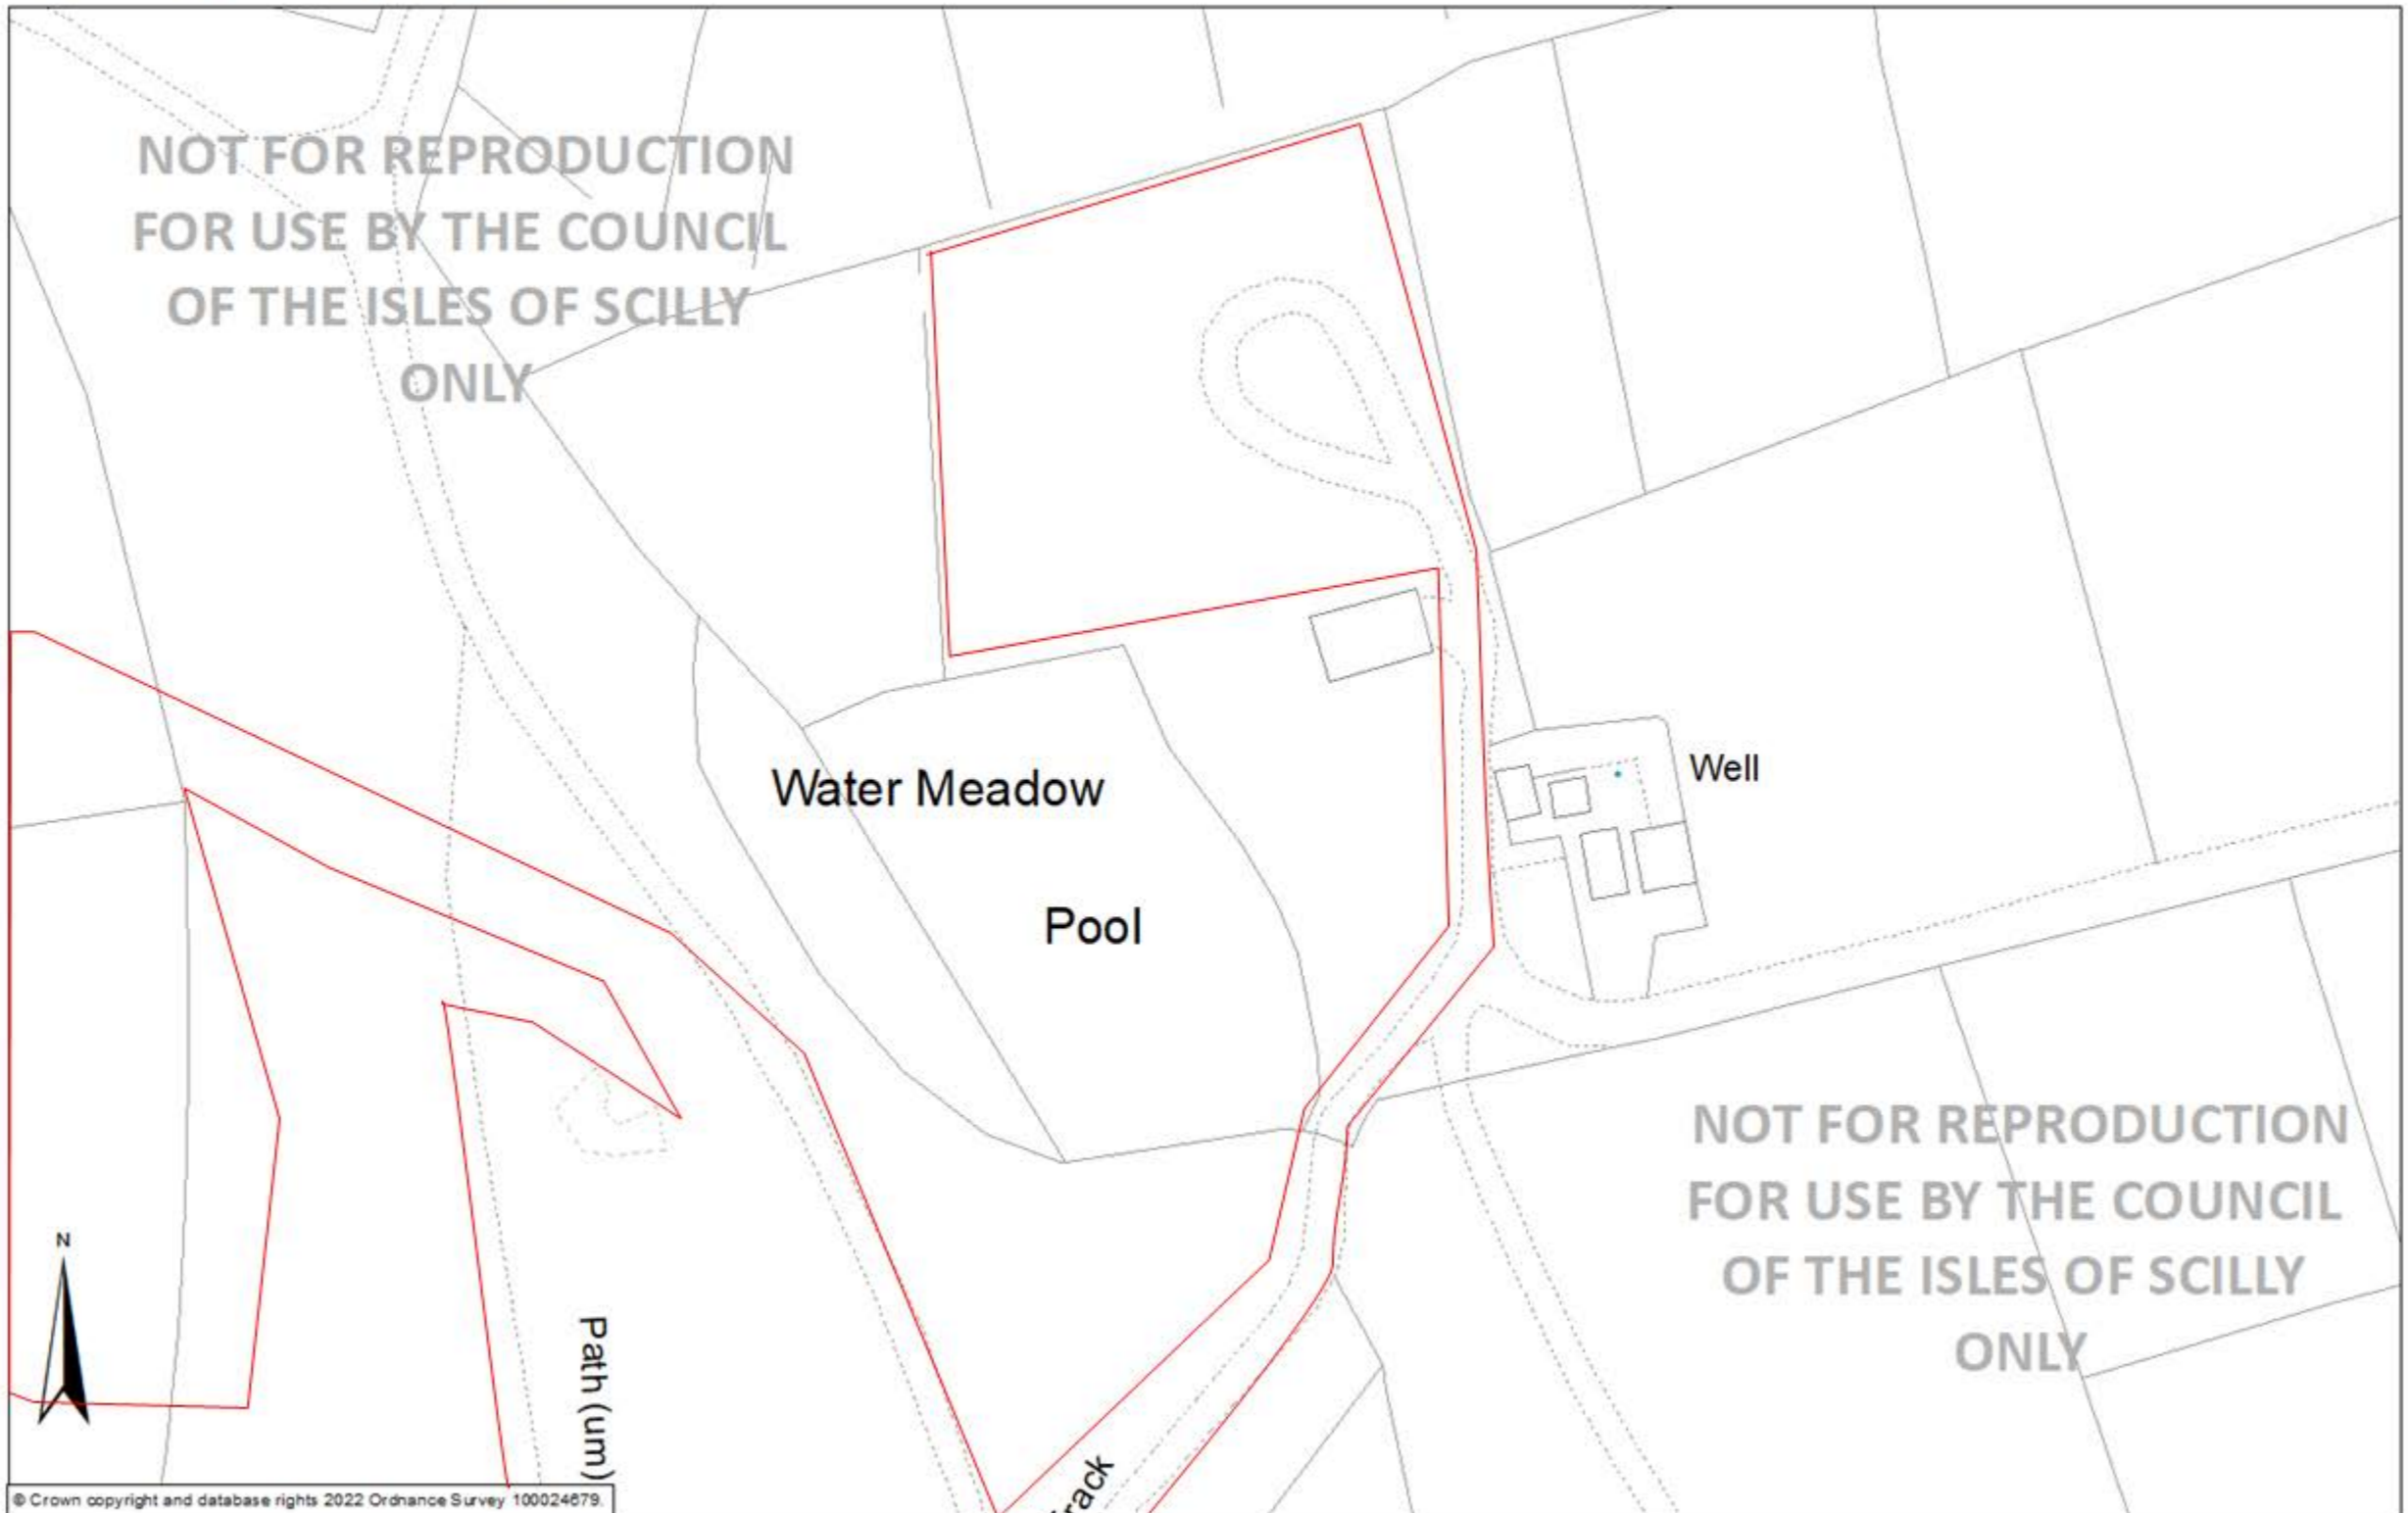 NOT FOR REPRODUCTION
FOR USE BY THE COUNCIL
OF THE ISLES OF SCILLY
ONLY
Water Meadow
Well
Pool
NOT FOR REPRODUCTION
FOR USE BY THE COUNCIL
OF THE ISLES OF SCILLY
ONLY
N
Path (um)
rack
© Crown copyright and database rights 2022 Ordnance Survey 100024679.